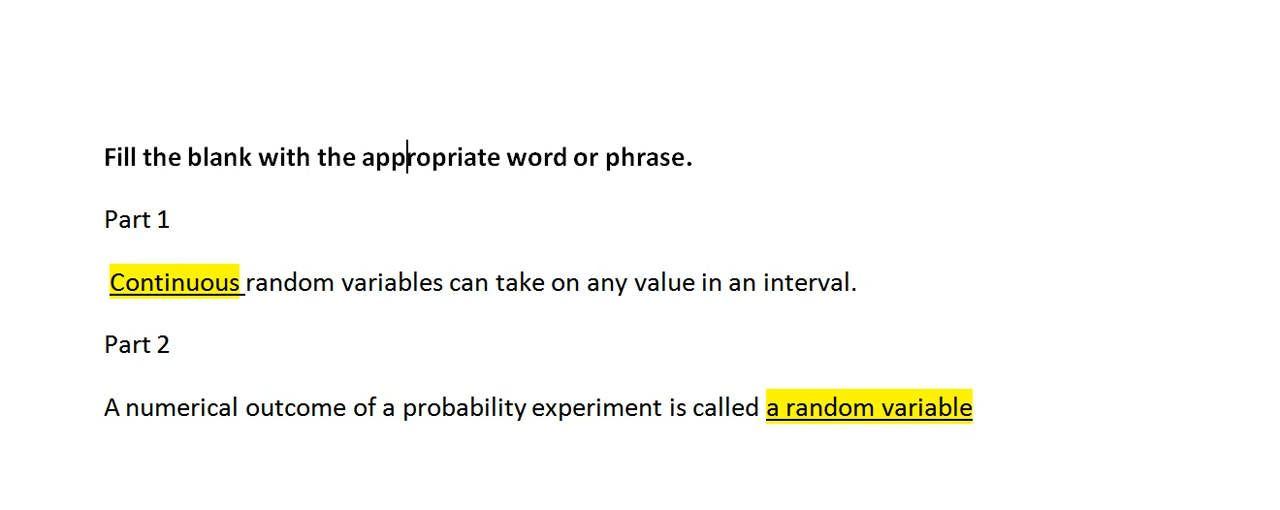 Fill the blank with the appropriate word or phrase.
Part 1
Continuous random variables can take on any value in an interval.
Part 2
A numerical outcome of a probability experiment is called a random variable